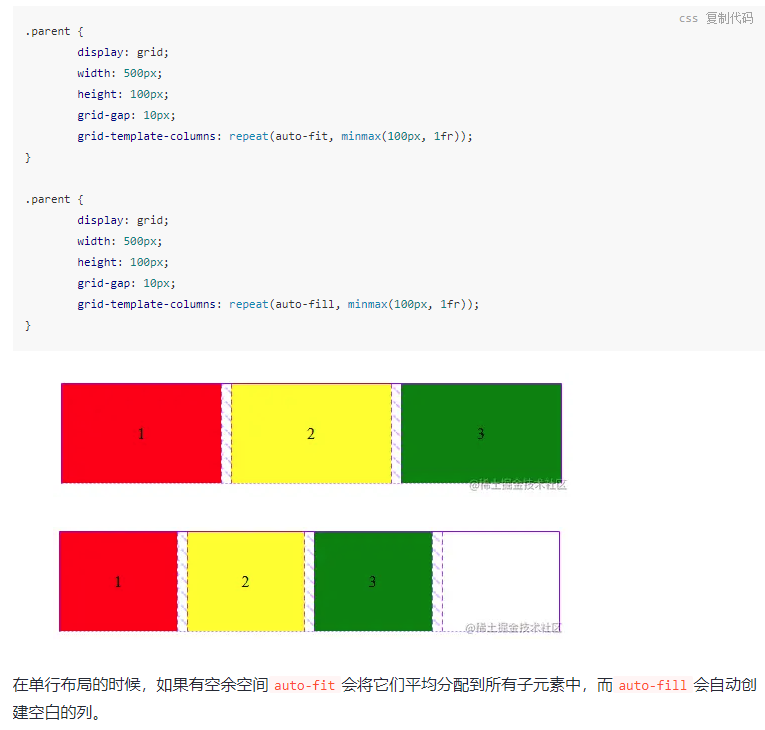 css 复制代码
.parent {
display: grid;
width: 500px;
height: 100px;
grid-gap: 10px;
grid-template-columns: repeat(auto-fit, minmax(100px, 1fr));
}
.parent {
display: grid;
width: 500px;
height: 100px;
grid-gap: 10px;
grid-template-columns: repeat(auto-fill, minmax(100px, 1fr));
}
1 2 3
@稀土掘金技术社区
1 2 3
@稀土掘金技术社区
在单行布局的时候，如果有空余空间 auto-fit 会将它们平均分配到所有子元素中，而 auto-fill 会自动创
建空白的列。